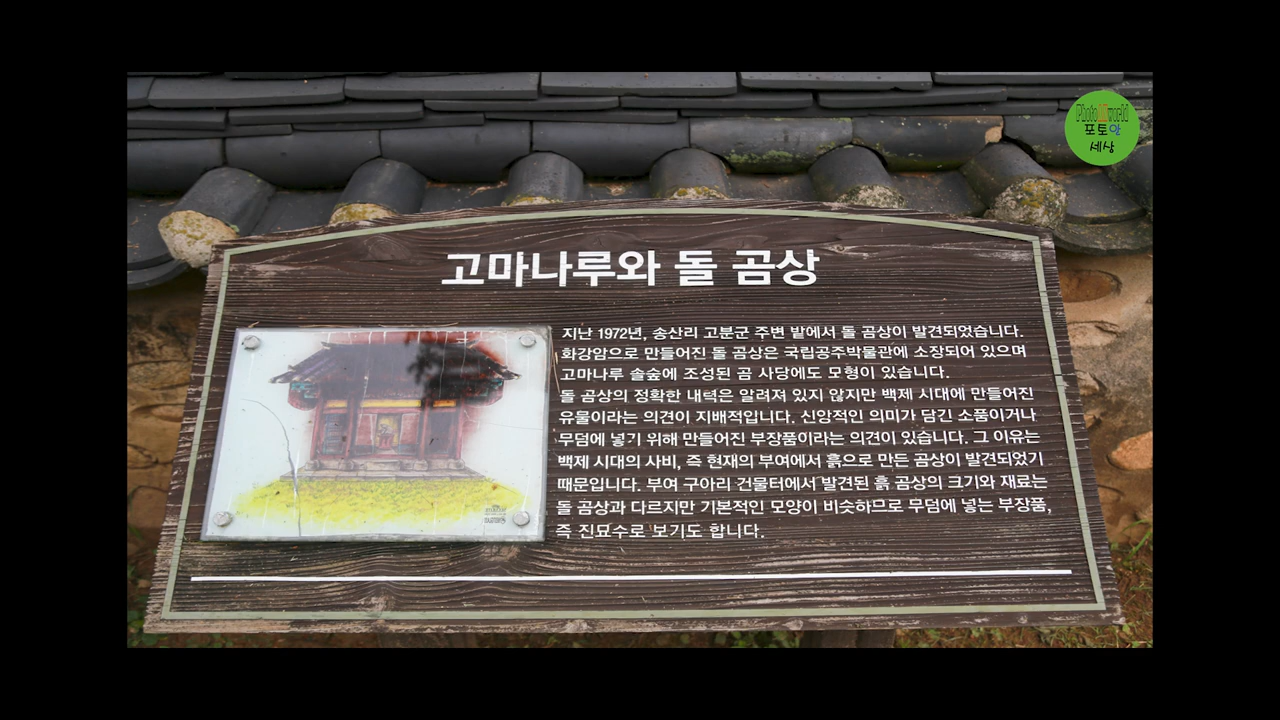 Photo world
포토안
세상
고마나루와 돌 곰상
지난 1972년, 송산리 고분군 주변 밭에서 돌 곰상이 발견되었습니다.
화강암으로 만들어진 돌 곰상은 국립공주박물관에 소장되어 있으며
고마나루 솔숲에 조성된 곰 사당에도 모형이 있습니다.
돌 곰상의 정확한 내력은 알려져 있지 않지만 백제 시대에 만들어진
유물이라는 의견이 지배적입니다. 신앙적인 의미가 담긴 소품이거나
무덤에 넣기 위해 만들어진 부장품이라는 의견이 있습니다. 그 이유는
백제 시대의 사비, 즉 현재의 부여에서 흙으로 만든 곰상이 발견되었기
때문입니다. 부여 구아리 건물터에서 발견된 흙 곰상의 크기와 재료는
돌 곰상과 다르지만 기본적인 모양이 비슷하므로 무덤에 넣는 부장품,
즉 진묘수로 보기도 합니다.